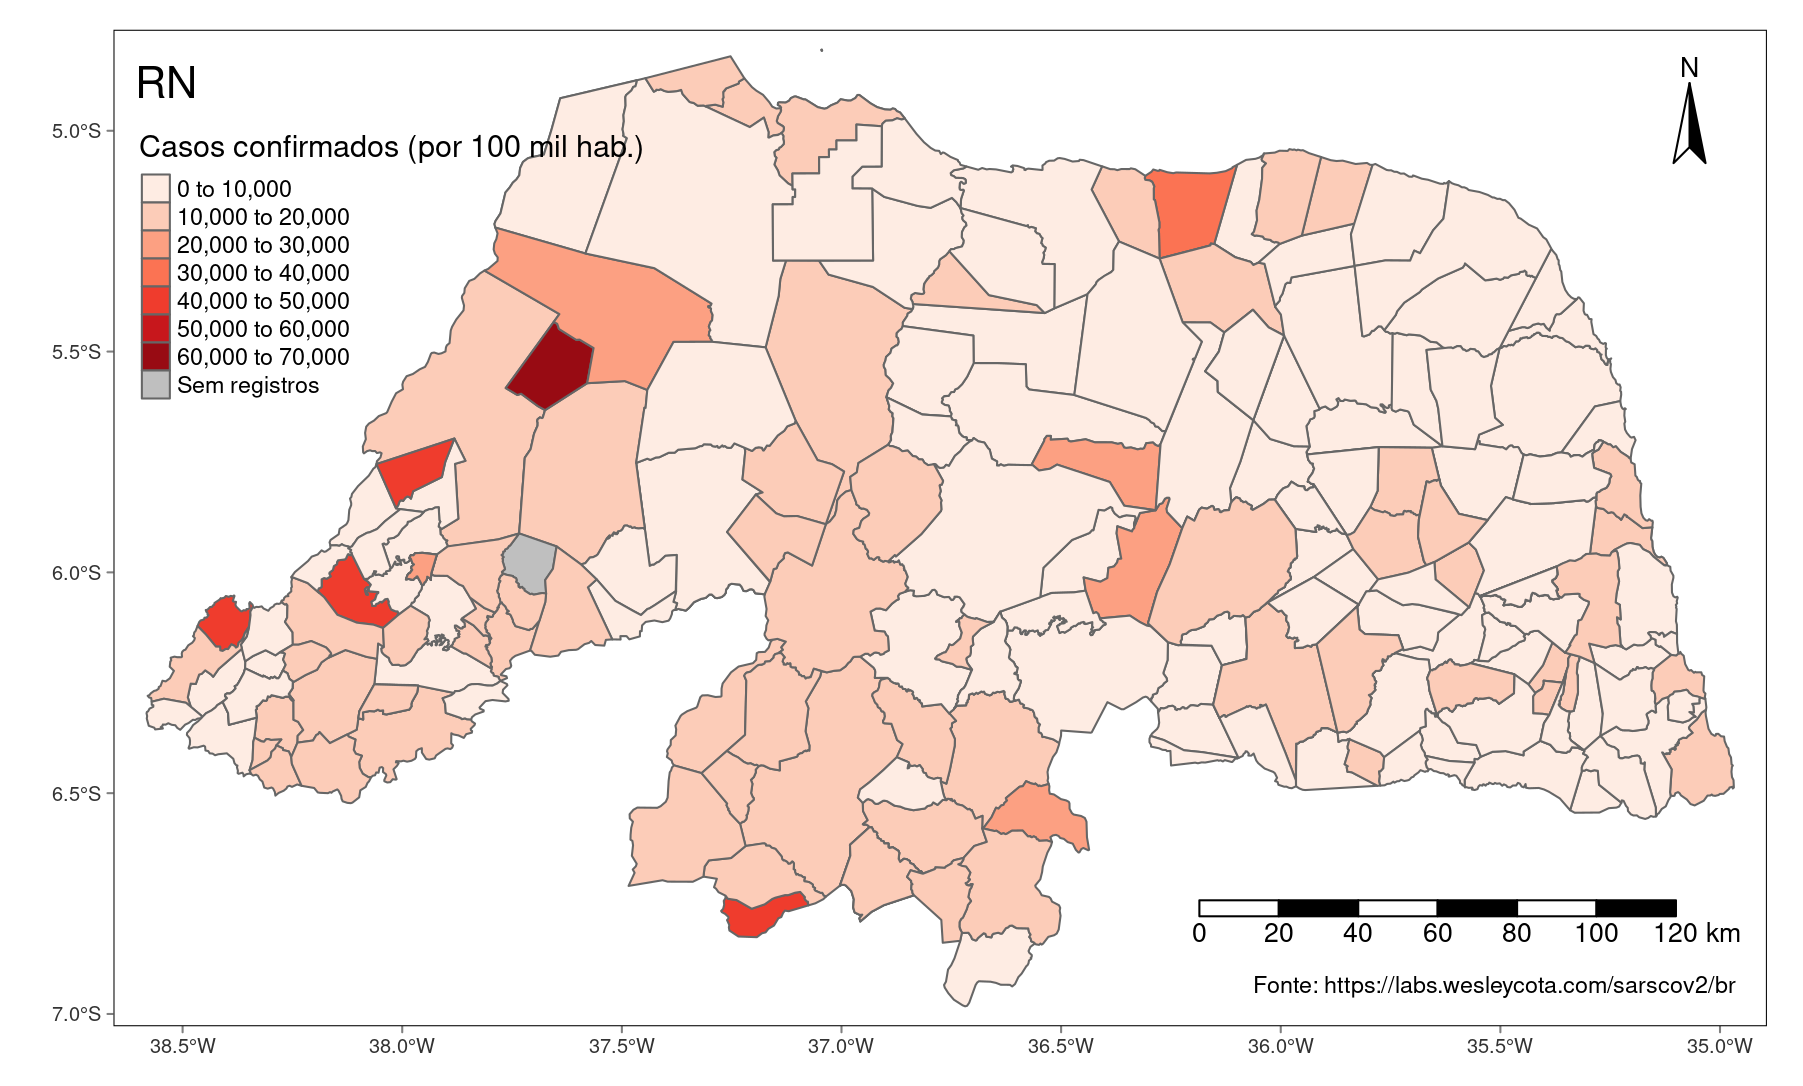 RN
N
Casos confirmados (por 100 mil hab.)
0 to 10,000
10,000 to 20,000
20,000 to 30,000
30,000 to 40,000
40,000 to 50,000
50,000 to 60,000
60,000 to 70,000
Sem registros
5.0°S
5.5°S
6.0°S
6.5°S
7.0°S
0 20 40 60 80 100 120 km
Fonte: https://labs.wesleycota.com/sarscov2/br
38.5°W 38.0°W 37.5°W 37.0°W 36.5°W 36.0°W 35.5°W 35.0°W